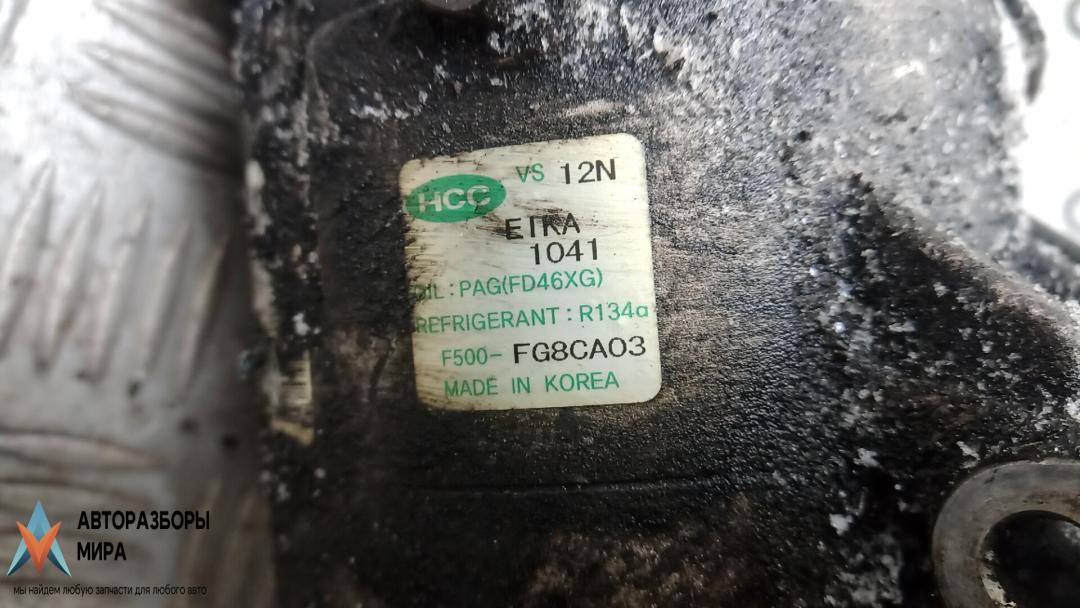 VS 12N
HCC
EIKA
1041
OIL : PAG(FD46XG)
REFRIGERANT : R134a
F500- FG8CA03
MADE IN KOREA
АВТОРАЗБОРЫ
МИРА
мы найдем любую запчасти для любого авто